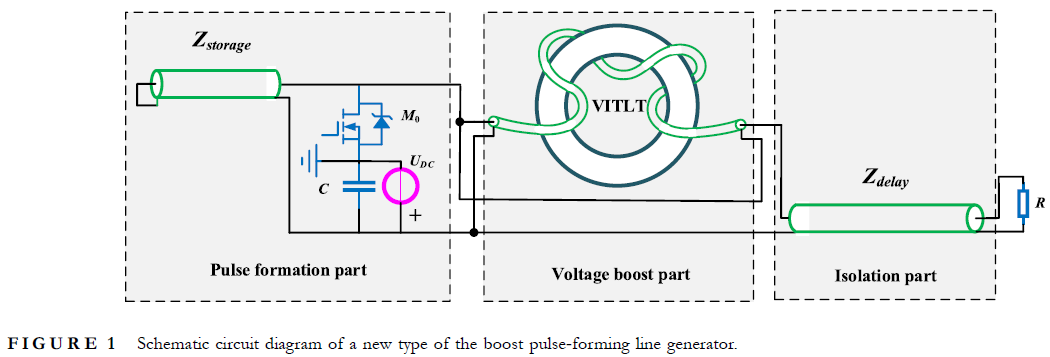 Zstorage
M0
UDC
C
+
Pulse formation part
VITLT
Voltage boost part
Zdelay
R
Isolation part
FIGURE 1 Schematic circuit diagram of a new type of the boost pulse-forming line generator.